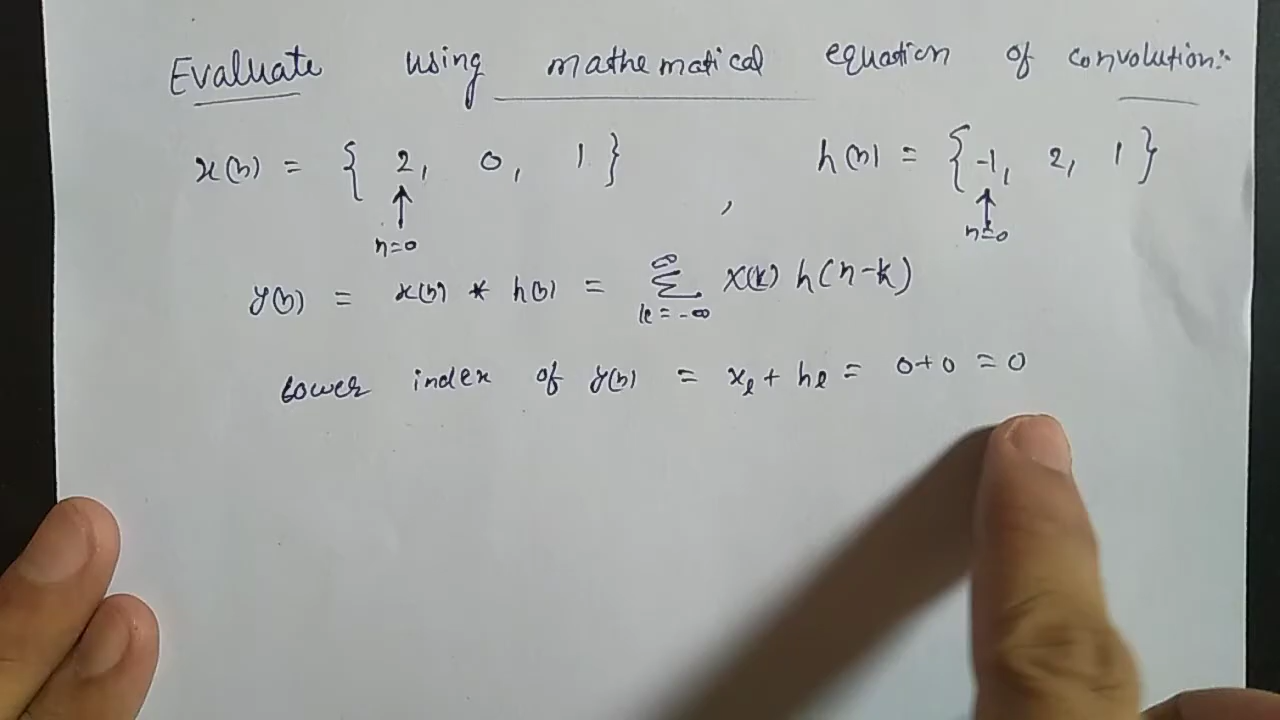 Evaluate using mathematical equation of convolution:-
x(n) = { 2, 0, 1 } , h(n) = { -1, 2, 1 }
↑ ↑
n=0 n=0
y(n) = x(n) * h(n) = ∞ Σ k=-∞ x(k) h(n-k)
Lower index of y(n) = xₗ + hₗ = 0+0 = 0